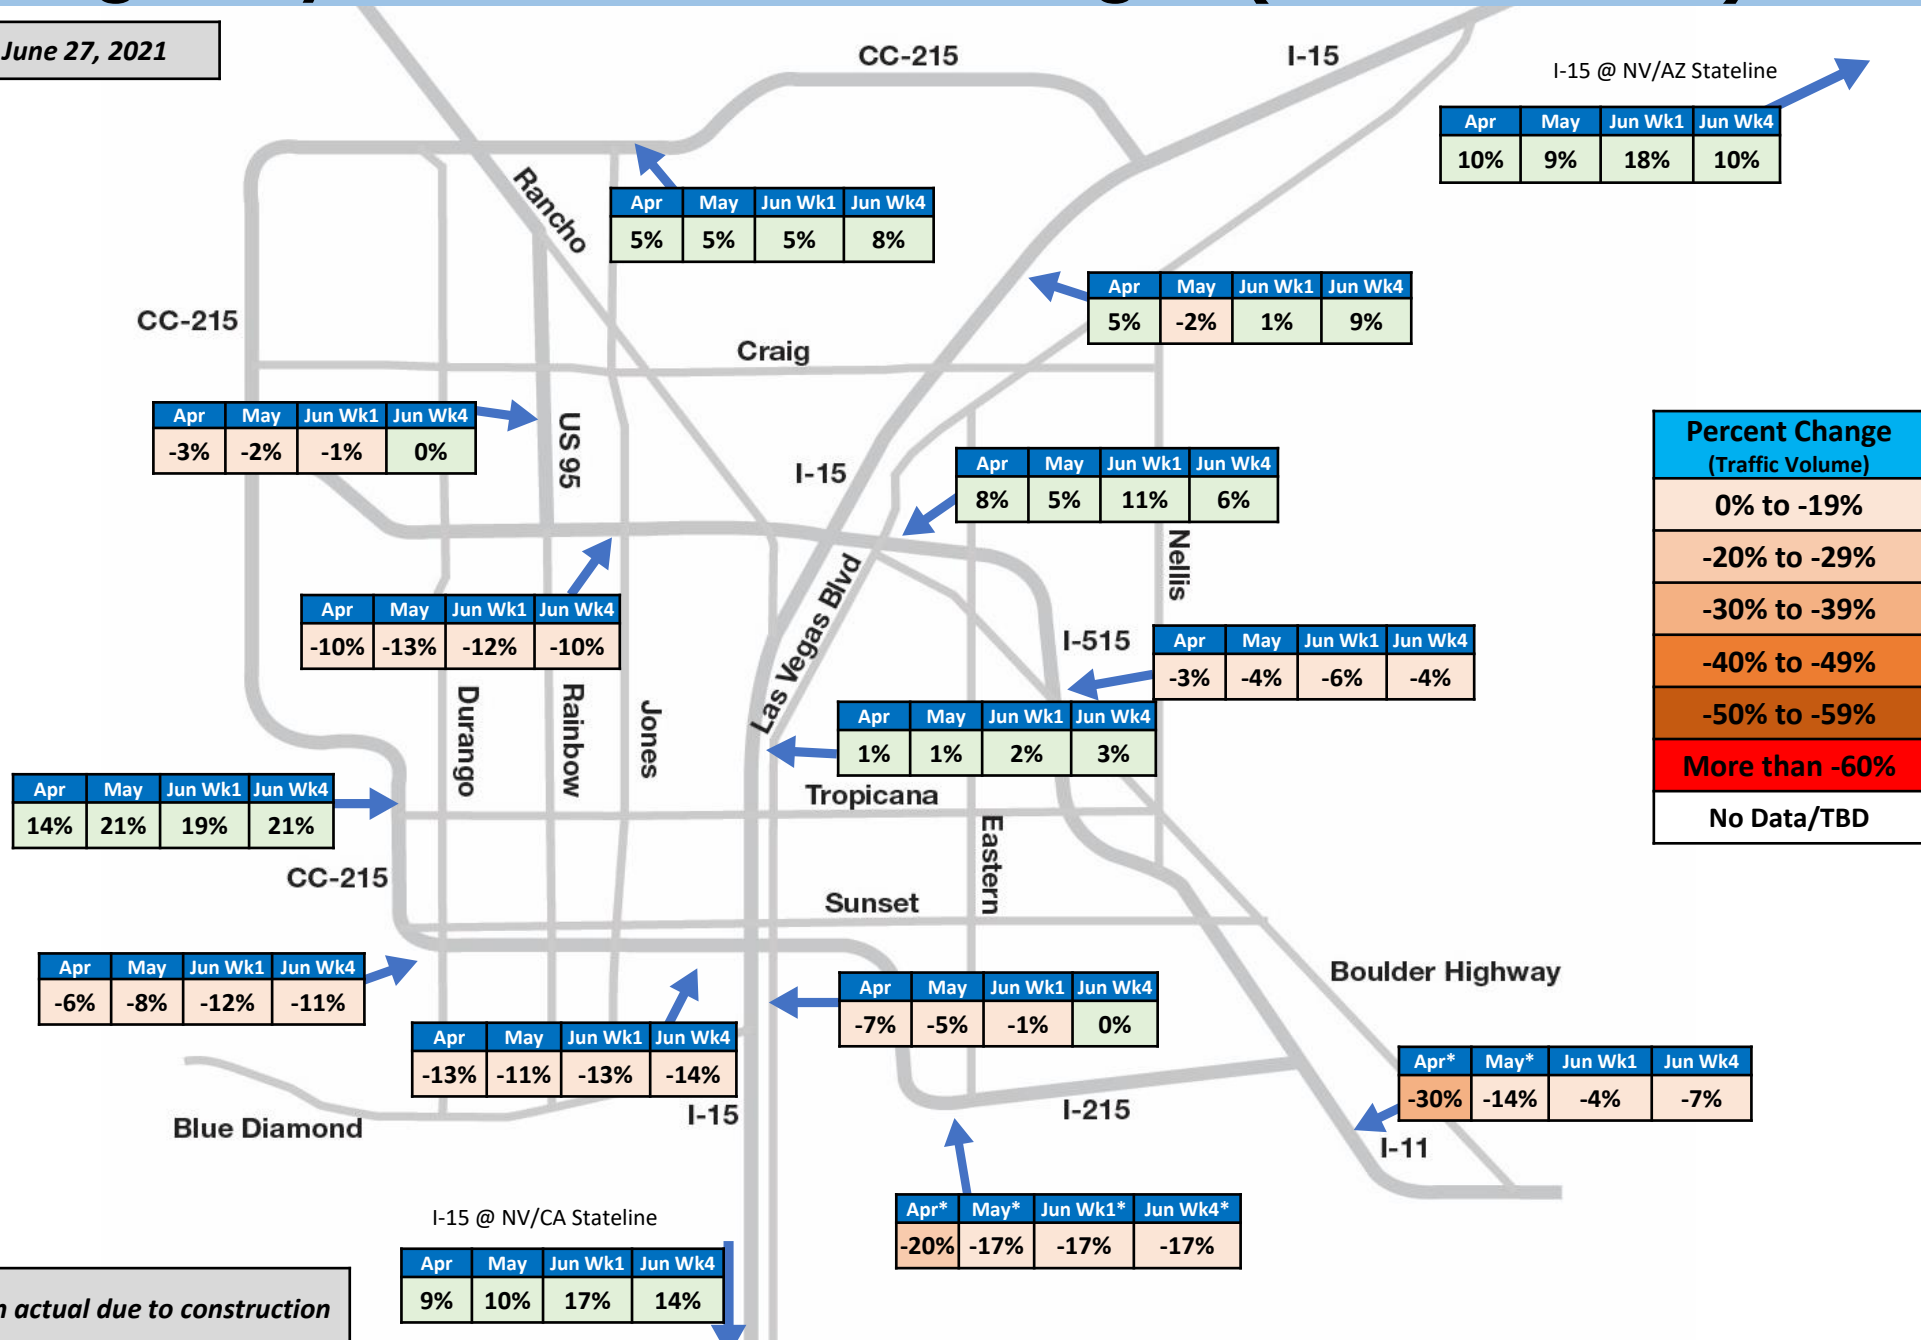 June 27, 2021
CC-215
I-15
I-15 @ NV/AZ Stateline
Apr May Jun Wk1 Jun Wk4
10% 9% 18% 10%
Rancho
Apr May Jun Wk1 Jun Wk4
5% 5% 5% 8%
Apr May Jun Wk1 Jun Wk4
5% -2% 1% 9%
CC-215
Craig
Apr May Jun Wk1 Jun Wk4
-3% -2% -1% 0%
US 95
I-15
Apr May Jun Wk1 Jun Wk4
8% 5% 11% 6%
Percent Change
(Traffic Volume)
0% to -19%
-20% to -29%
-30% to -39%
-40% to -49%
-50% to -59%
More than -60%
No Data/TBD
Nellis
Las Vegas Blvd
Apr May Jun Wk1 Jun Wk4
-10% -13% -12% -10%
I-515
Apr May Jun Wk1 Jun Wk4
-3% -4% -6% -4%
Durango
Rainbow
Jones
Apr May Jun Wk1 Jun Wk4
1% 1% 2% 3%
Apr May Jun Wk1 Jun Wk4
14% 21% 19% 21%
Tropicana
Eastern
CC-215
Sunset
Apr May Jun Wk1 Jun Wk4
-6% -8% -12% -11%
Boulder Highway
Apr May Jun Wk1 Jun Wk4
-7% -5% -1% 0%
Apr May Jun Wk1 Jun Wk4
-13% -11% -13% -14%
I-15
I-215
Apr* May* Jun Wk1 Jun Wk4
-30% -14% -4% -7%
Blue Diamond
I-11
I-15 @ NV/CA Stateline
Apr* May* Jun Wk1* Jun Wk4*
-20% -17% -17% -17%
Apr May Jun Wk1 Jun Wk4
9% 10% 17% 14%
actual due to construction